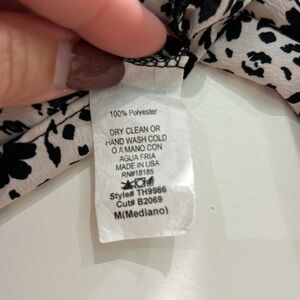 100% Polyester
DRY CLEAN OR
HAND WASH COLD
O A MANO CON
AGUA FRIA
MADE IN USA
RN#18185
Style# TH9986
Cut# B2069
M(Mediano)